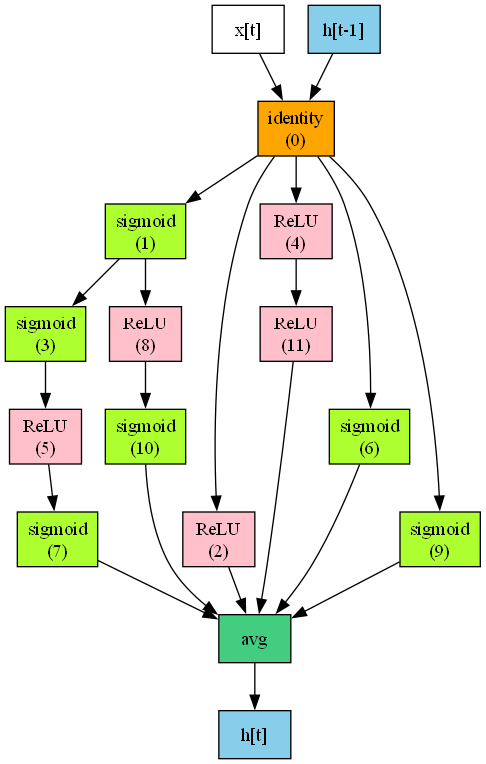 x[t]
h[t-1]
identity
(0)
sigmoid
(1)
ReLU
(4)
sigmoid
(3)
ReLU
(8)
ReLU
(11)
ReLU
(5)
sigmoid
(10)
sigmoid
(6)
sigmoid
(7)
ReLU
(2)
sigmoid
(9)
avg
h[t]